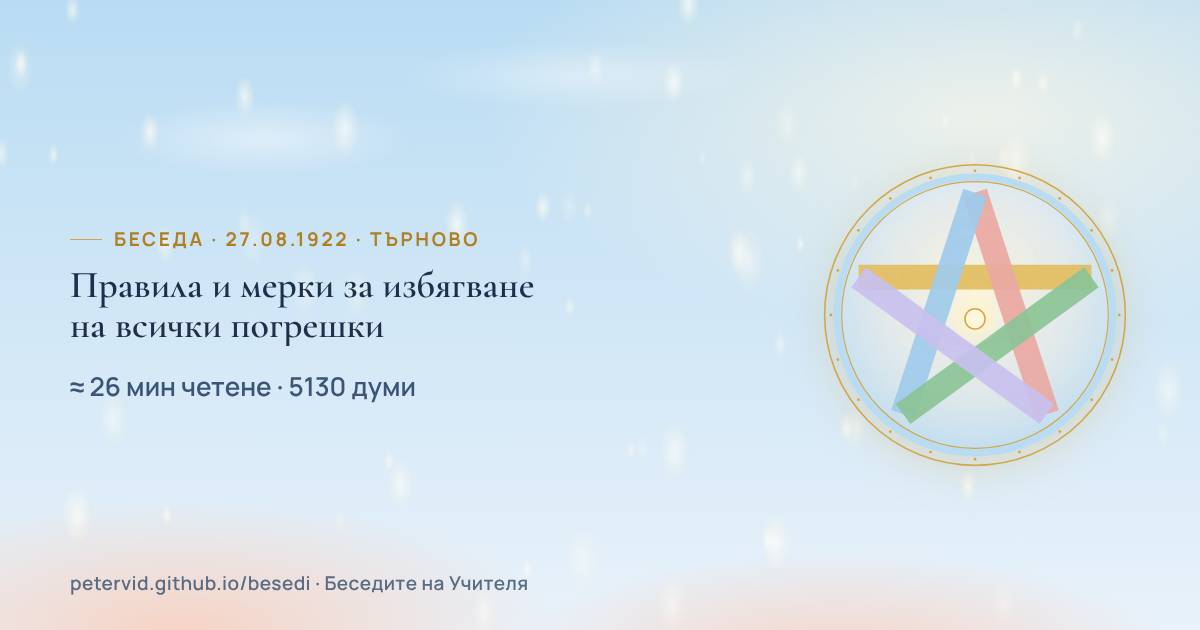 БЕСЕДА · 27.08.1922 · ТЪРНОВО
Правила и мерки за избягване
на всички погрешки
≈ 26 мин четене · 5130 думи
petervid.github.io/besedi · Беседите на Учителя